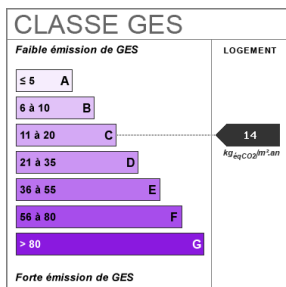 CLASSE GES
Faible émission de GES
LOGEMENT
≤ 5 A
6 à 10 B
11 à 20 C
14
kgéqCO2/m².an
21 à 35 D
36 à 55 E
56 à 80 F
> 80 G
Forte émission de GES